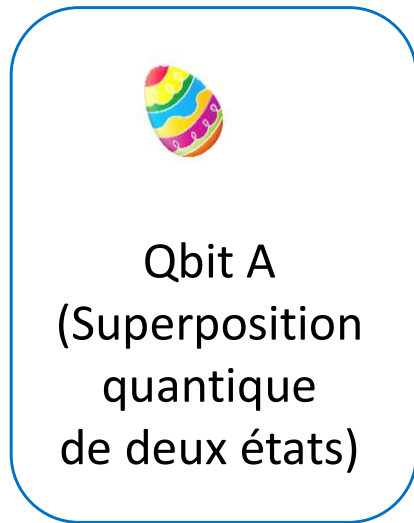 Qbit A
(Superposition
quantique
de deux états)